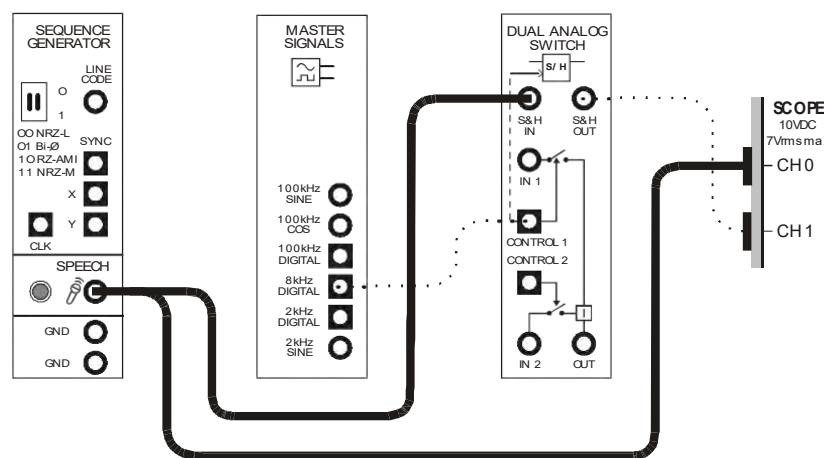 SEQUENCE
GENERATOR
LINE
CODE
O
1
OO NRZ-L
O1 Bi-Ø
1O RZ-AMI
11 NRZ-M
SYNC
X
Y
CLK
SPEECH
GND
GND
MASTER
SIGNALS
100kHz
SINE
100kHz
COS
100kHz
DIGITAL
8kHz
DIGITAL
2kHz
DIGITAL
2kHz
SINE
DUAL ANALOG
SWITCH
S/H
S&H
IN
S&H
OUT
IN 1
CONTROL 1
CONTROL 2
IN 2
OUT
SCOPE
10VDC
7Vrms ma
CH0
CH1